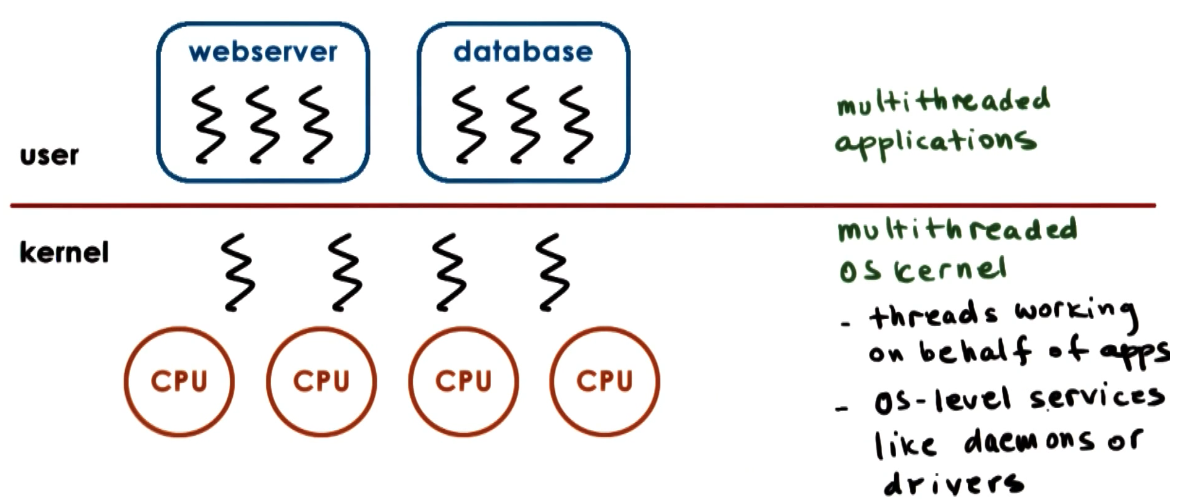 webserver
database
user
multithreaded
applications
kernel
multithreaded
OS kernel
- threads working
on behalf of apps
- OS-level services
like daemons or
drivers
CPU CPU CPU CPU